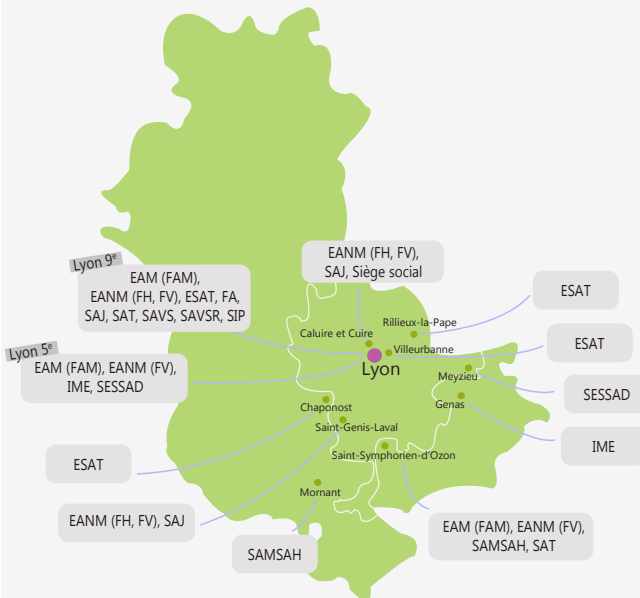 EANM (FH, FV),
SAJ, Siège social
Lyon 9e
EAM (FAM),
EANM (FH, FV), ESAT, FA,
SAJ, SAT, SAVS, SAVSR, SIP
ESAT
Rillieux-la-Pape
Caluire et Cuire
Villeurbanne
ESAT
Lyon 5e
EAM (FAM), EANM (FV),
IME, SESSAD
Lyon
Meyzieu
SESSAD
Genas
Chaponost
Saint-Genis-Laval
IME
Saint-Symphorien-d'Ozon
ESAT
Mornant
EANM (FH, FV), SAJ
EAM (FAM), EANM (FV),
SAMSAH, SAT
SAMSAH